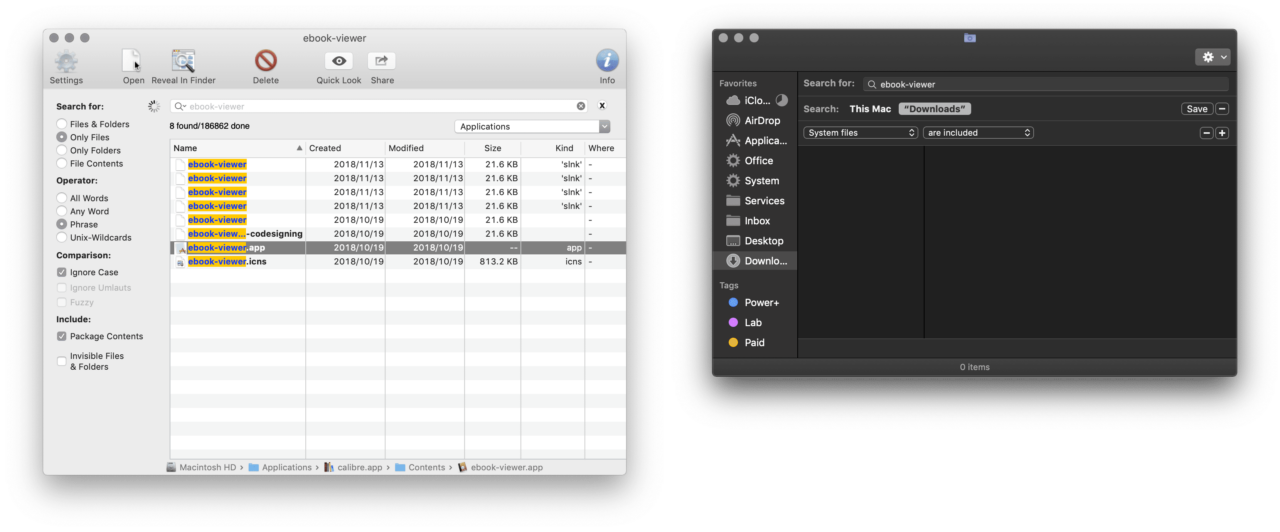 ebook-viewer
Settings Open Reveal In Finder Delete Quick Look Share Info
Search for:
ebook-viewer
X
Files & Folders
Only Files
Only Folders
File Contents
Operator:
All Words
Any Word
Phrase
Unix-Wildcards
Comparison:
Ignore Case
Ignore Umlauts
Fuzzy
Include:
Package Contents
Invisible Files
& Folders
8 found/186862 done Applications
Name Created Modified Size Kind Where
ebook-viewer 2018/11/13 2018/11/13 21.6 KB 'slnk' -
ebook-viewer 2018/11/13 2018/11/13 21.6 KB 'slnk' -
ebook-viewer 2018/11/13 2018/11/13 21.6 KB 'slnk' -
ebook-viewer 2018/11/13 2018/11/13 21.6 KB 'slnk' -
ebook-viewer 2018/10/19 2018/10/19 21.6 KB -
ebook-view...-codesigning 2018/10/19 2018/10/19 21.6 KB -
ebook-viewer.app 2018/10/19 2018/10/19 -- app -
ebook-viewer.icns 2018/10/19 2018/10/19 813.2 KB icns -
Macintosh HD › Applications › calibre.app › Contents › ebook-viewer.app
Favorites
iClo...
AirDrop
Applica...
Office
System
Services
Inbox
Desktop
Downlo...
Tags
Power+
Lab
Paid
Search for: ebook-viewer
Search: This Mac “Downloads” Save
System files are included
0 items